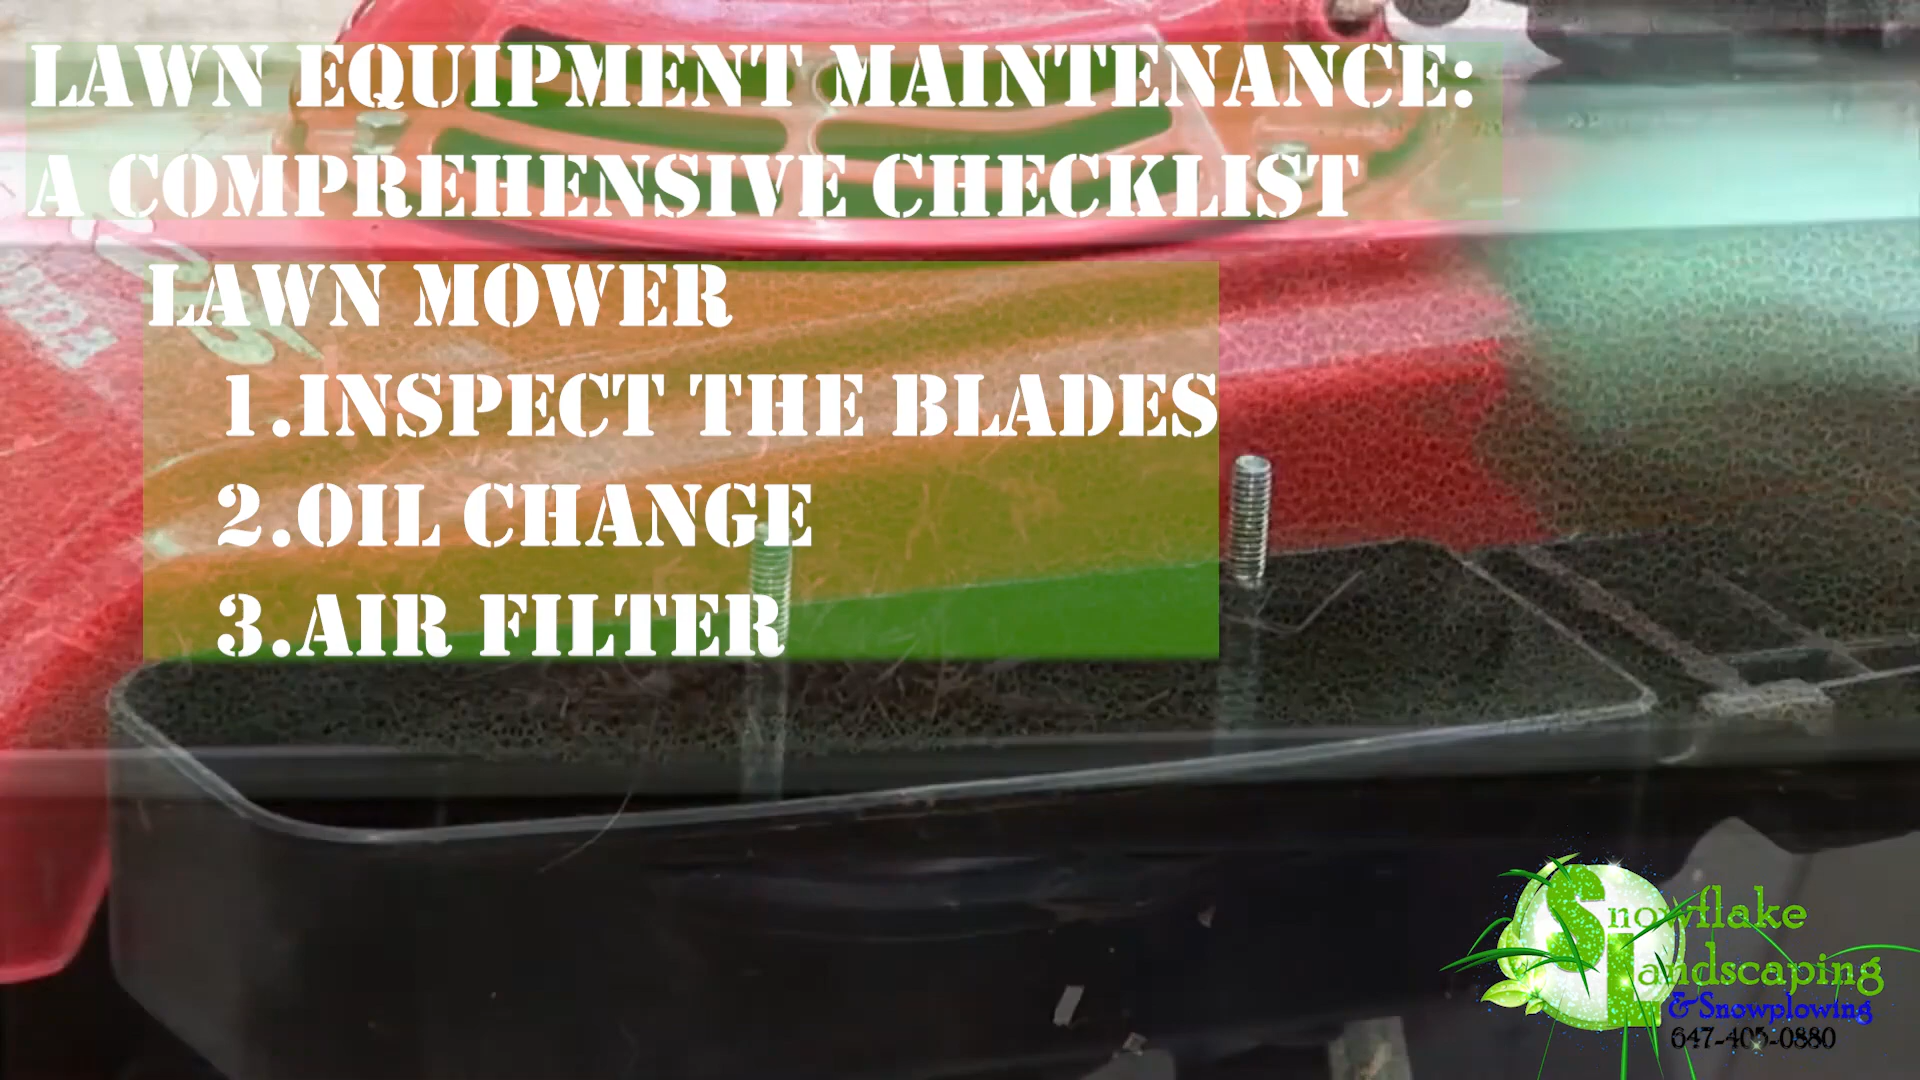 LAWN EQUIPMENT MAINTENANCE:
A COMPREHENSIVE CHECKLIST
LAWN MOWER
1.INSPECT THE BLADES
2.OIL CHANGE
3.AIR FILTER
Snowflake
Landscaping
& Snowplowing
647-405-0880